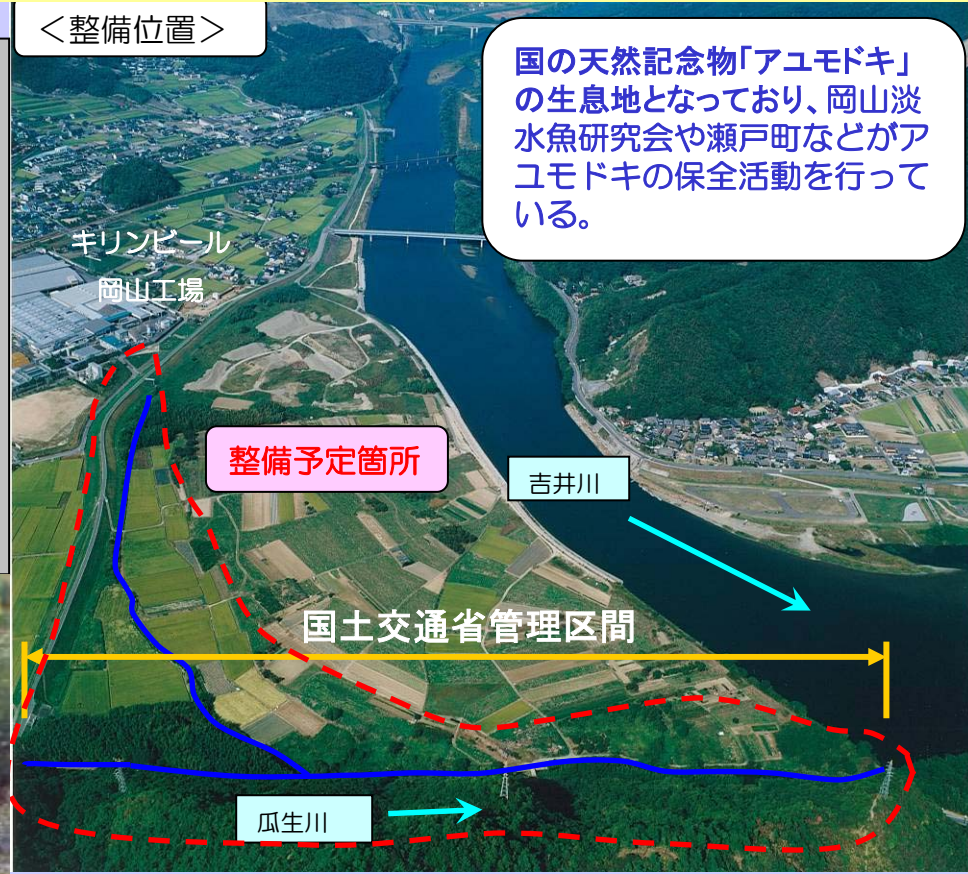 ＜整備位置＞
国の天然記念物「アユモドキ」
の生息地となっており、岡山淡
水魚研究会や瀬戸町などがア
ユモドキの保全活動を行って
いる。
キリンビール
岡山工場
整備予定箇所
吉井川
国土交通省管理区間
瓜生川